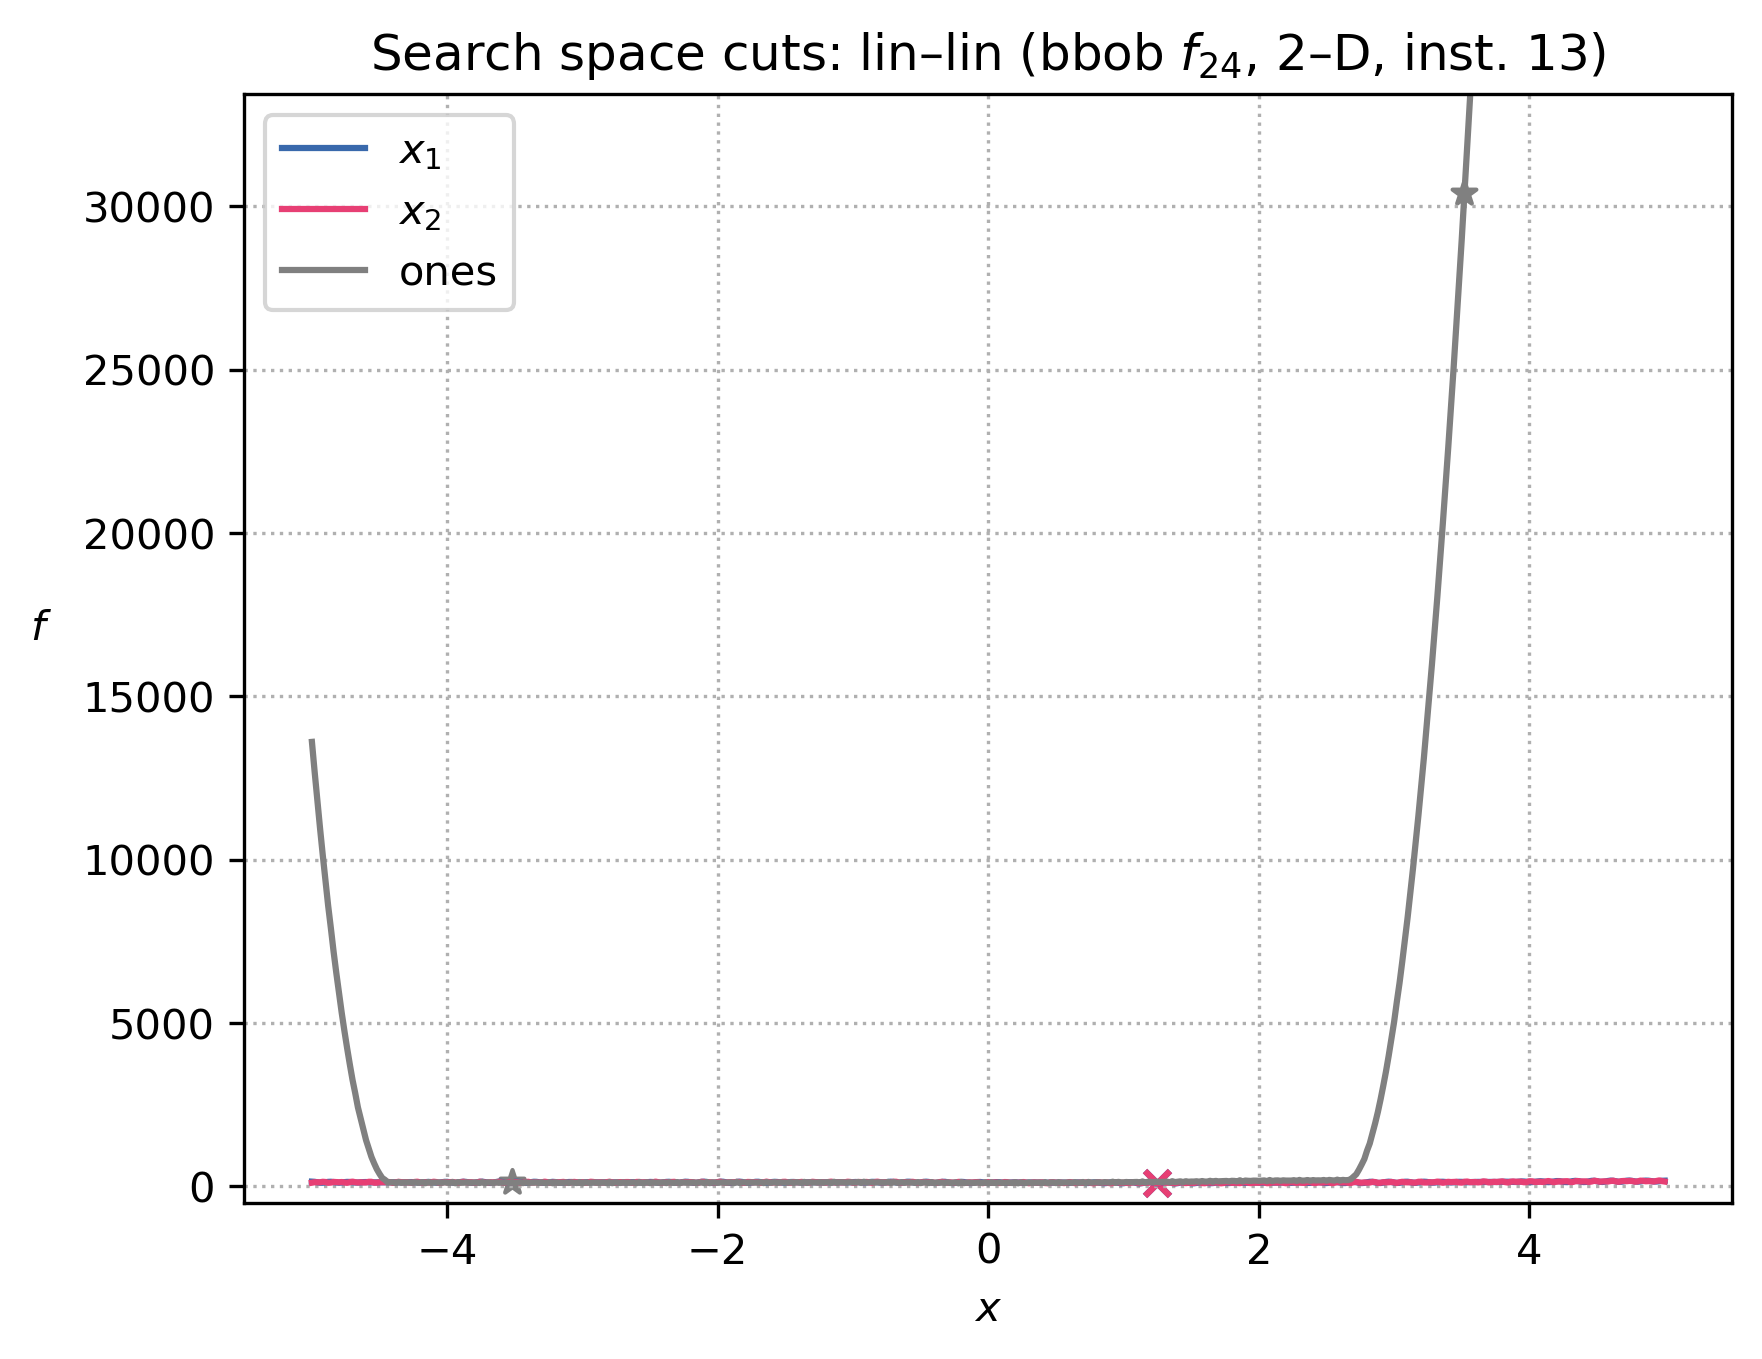 Search space cuts: lin–lin (bbob f₂₄, 2–D, inst. 13)
x₁
x₂
ones
30000
25000
20000
15000
10000
5000
0
f
−4
−2
0
2
4
x